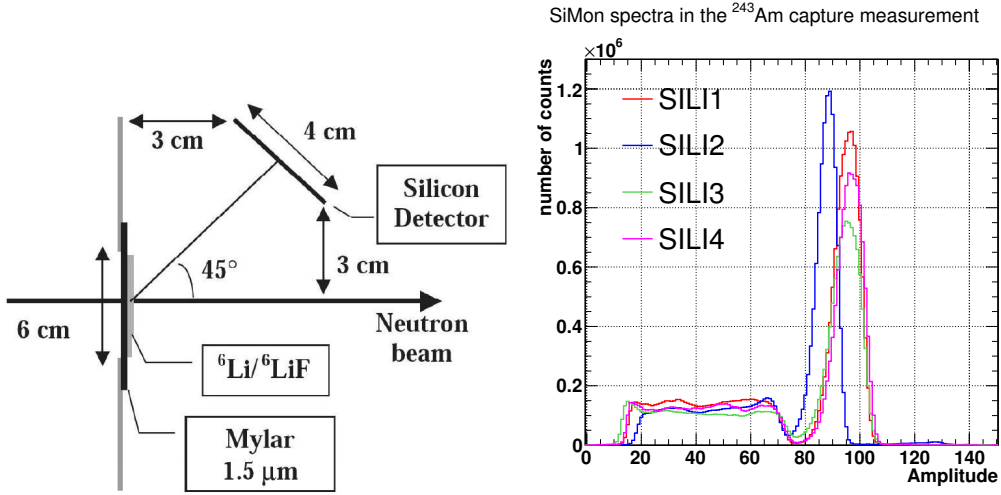 3 cm
4 cm
Silicon
Detector
3 cm
45°
6 cm
Neutron
beam
⁶Li/⁶LiF
Mylar
1.5 µm
SiMon spectra in the ²⁴³Am capture measurement
×10⁶
number of counts
1.2
1
0.8
0.6
0.4
0.2
0
SILI1
SILI2
SILI3
SILI4
0 20 40 60 80 100 120 140
Amplitude